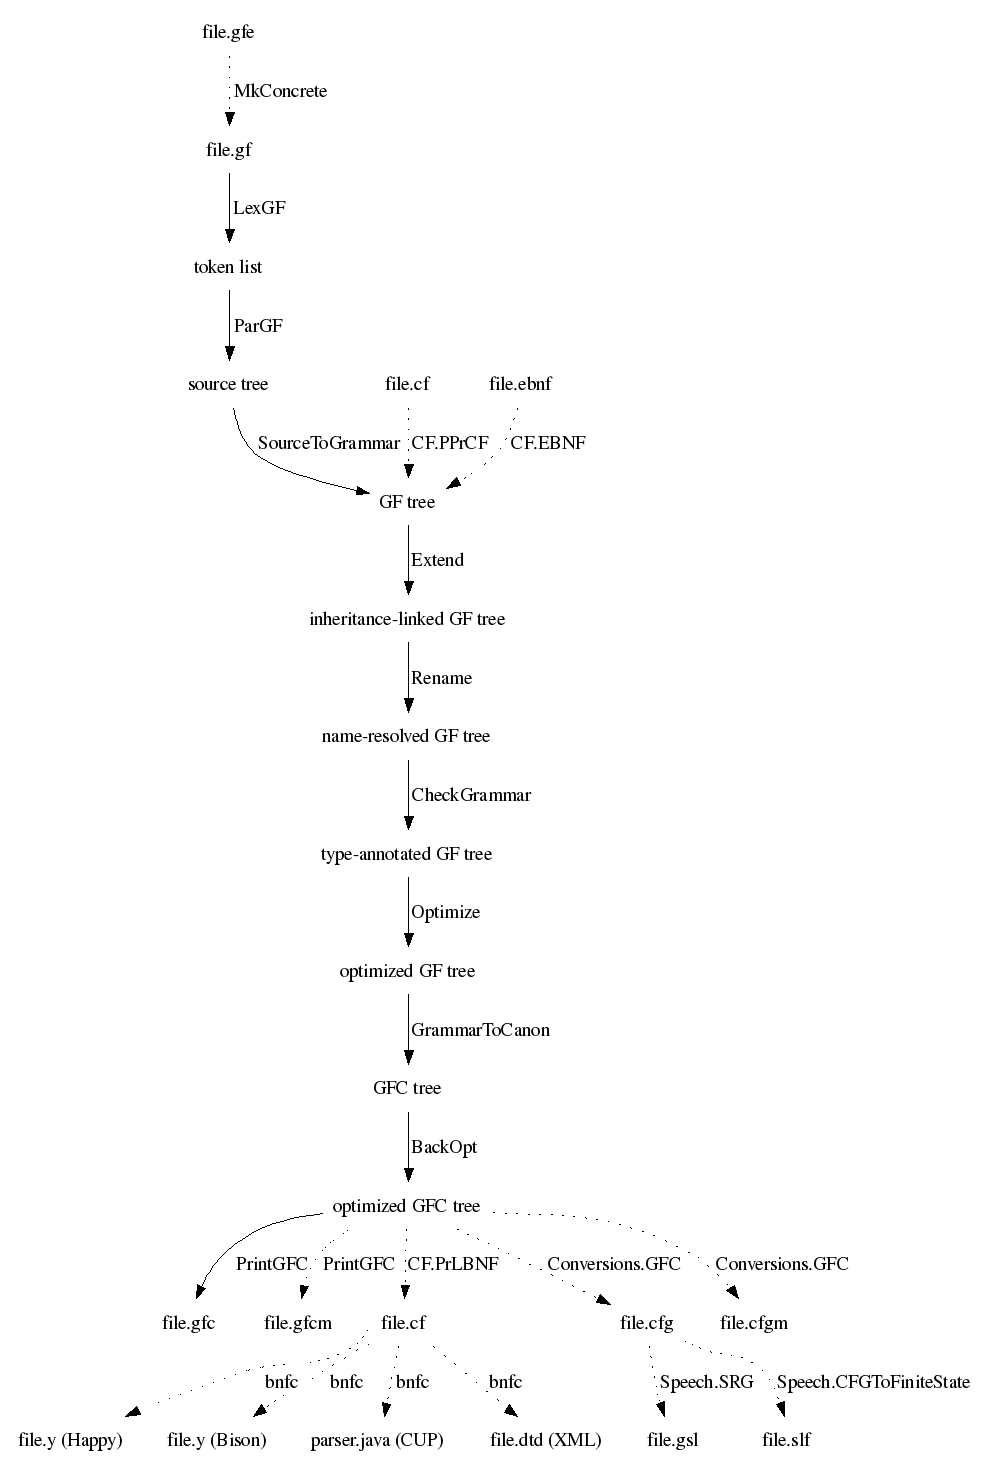 file.gfe
MkConcrete
file.gf
LexGF
token list
ParGF
source tree file.cf file.ebnf
SourceToGrammar CF.PPrCF CF.EBNF
GF tree
Extend
inheritance-linked GF tree
Rename
name-resolved GF tree
CheckGrammar
type-annotated GF tree
Optimize
optimized GF tree
GrammarToCanon
GFC tree
BackOpt
optimized GFC tree
PrintGFC PrintGFC CF.PrLBNF Conversions.GFC Conversions.GFC
file.gfc file.gfcm file.cf file.cfg file.cfgm
bnfc bnfc bnfc bnfc Speech.SRG Speech.CFGToFiniteState
file.y (Happy) file.y (Bison) parser.java (CUP) file.dtd (XML) file.gsl file.slf